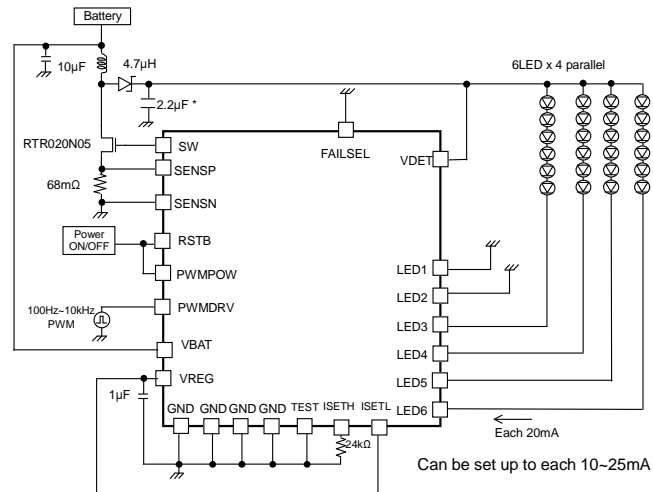 Battery
10µF
4.7µH
2.2µF *
6LED x 4 parallel
RTR020N05
68mΩ
SW
SENSP
SENSN
FAILSEL
VDET
Power
ON/OFF
RSTB
PWMPOW
100Hz~10kHz
PWM
PWMDRV
VBAT
VREG
1µF
LED1
LED2
LED3
LED4
LED5
LED6
GND GND GND GND TEST ISETH ISETL
24kΩ
Each 20mA
Can be set up to each 10~25mA